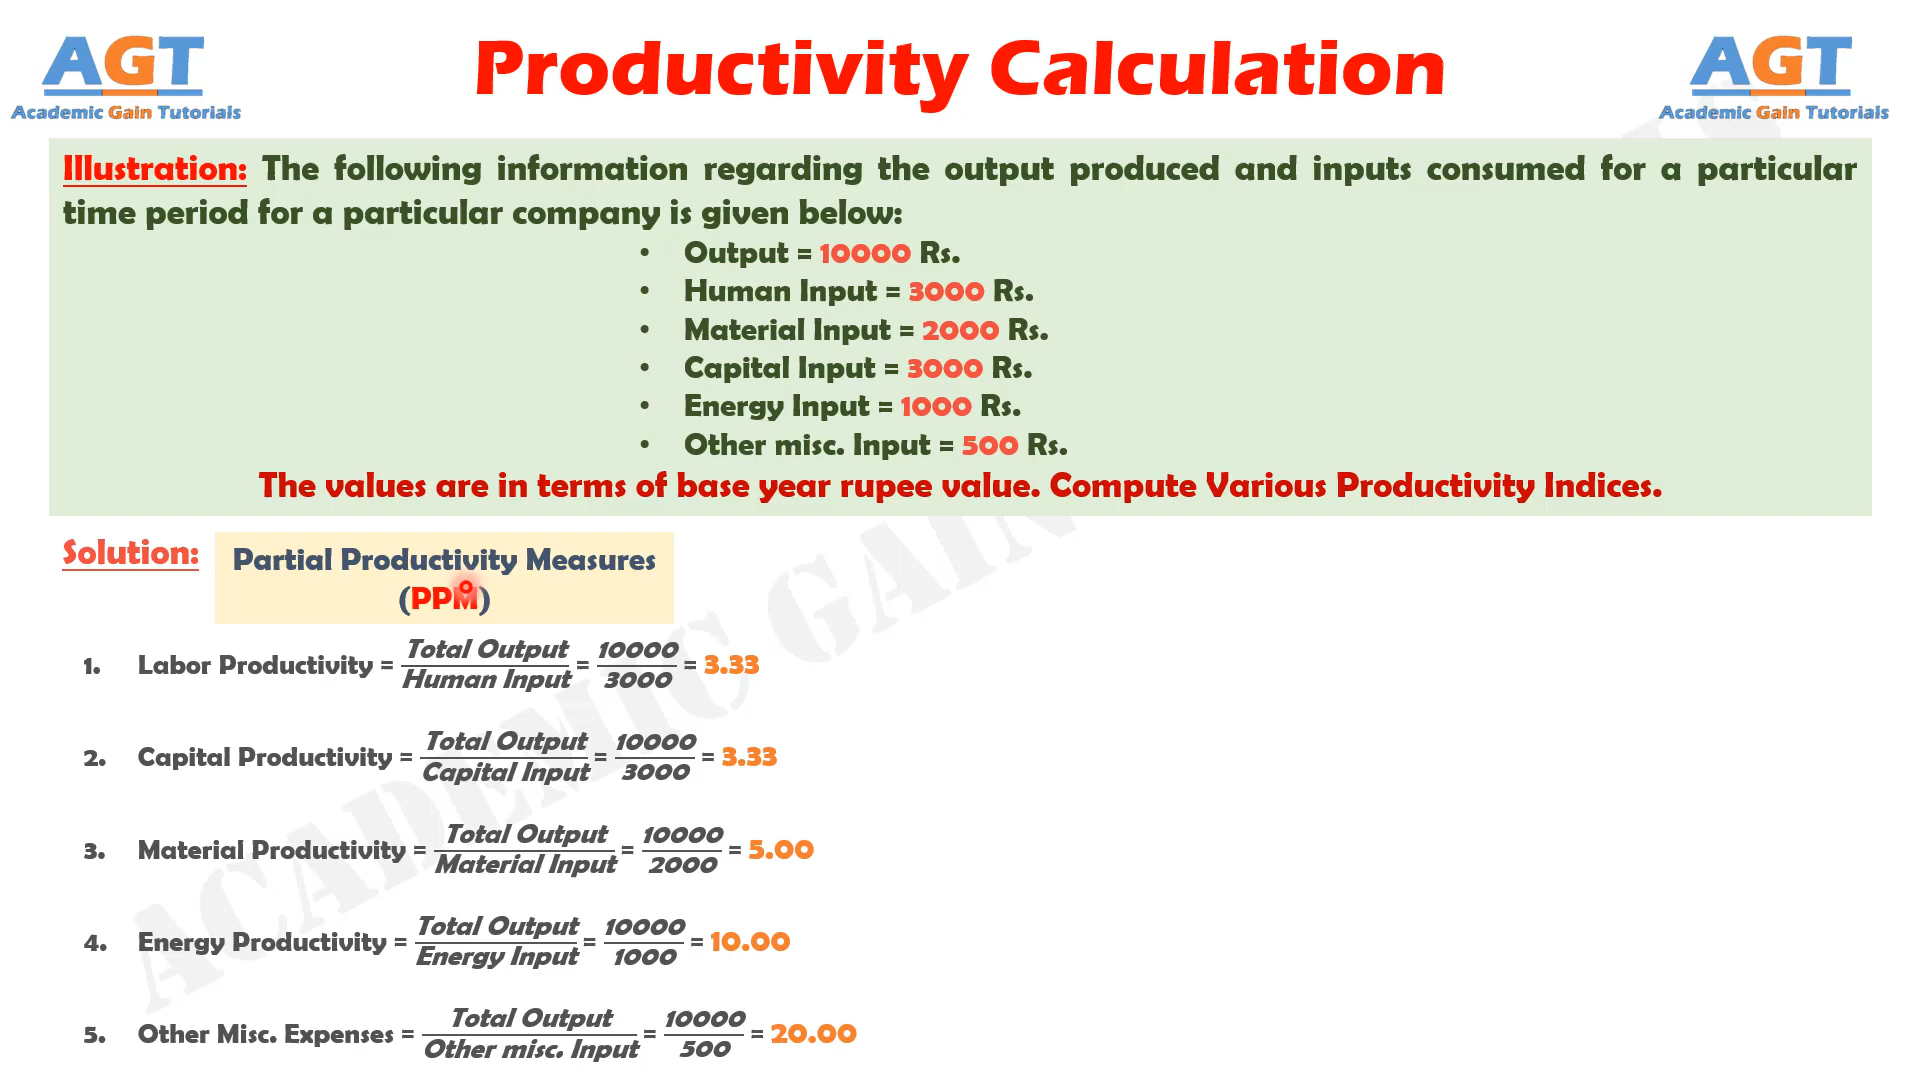 AGT
Academic Gain Tutorials
Productivity Calculation
AGT
Academic Gain Tutorials
Illustration: The following information regarding the output produced and inputs consumed for a particular
time period for a particular company is given below:
• Output = 10000 Rs.
• Human Input = 3000 Rs.
• Material Input = 2000 Rs.
• Capital Input = 3000 Rs.
• Energy Input = 1000 Rs.
• Other misc. Input = 500 Rs.
The values are in terms of base year rupee value. Compute Various Productivity Indices.
Solution:
Partial Productivity Measures
(PPM)
1. Labor Productivity = Total Output / Human Input = 10000 / 3000 = 3.33
2. Capital Productivity = Total Output / Capital Input = 10000 / 3000 = 3.33
3. Material Productivity = Total Output / Material Input = 10000 / 2000 = 5.00
4. Energy Productivity = Total Output / Energy Input = 10000 / 1000 = 10.00
5. Other Misc. Expenses = Total Output / Other misc. Input = 10000 / 500 = 20.00
ACADEMIC GAIN